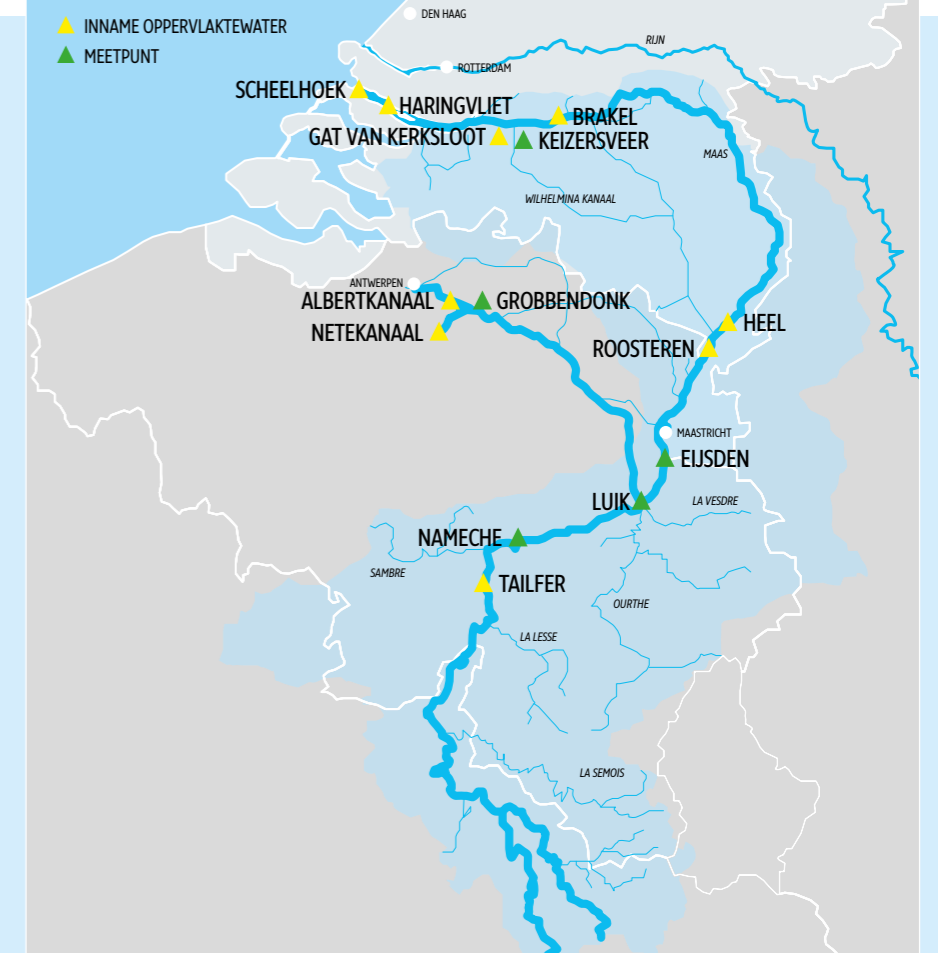 DEN HAAG
INNAME OPPERVLAKTEWATER
MEETPUNT
RIJN
ROTTERDAM
SCHEELHOEK
HARINGVLIET
BRAKEL
GAT VAN KERKSLOOT
KEIZERSVEER
MAAS
WILHELMINA KANAAL
ANTWERPEN
ALBERTKANAAL
GROBBENDONK
NETEKANAAL
HEEL
ROOSTEREN
MAASTRICHT
EIJSDEN
LUIK
LA VESDRE
NAMECHE
SAMBRE
TAILFER
OURTHE
LA LESSE
LA SEMOIS